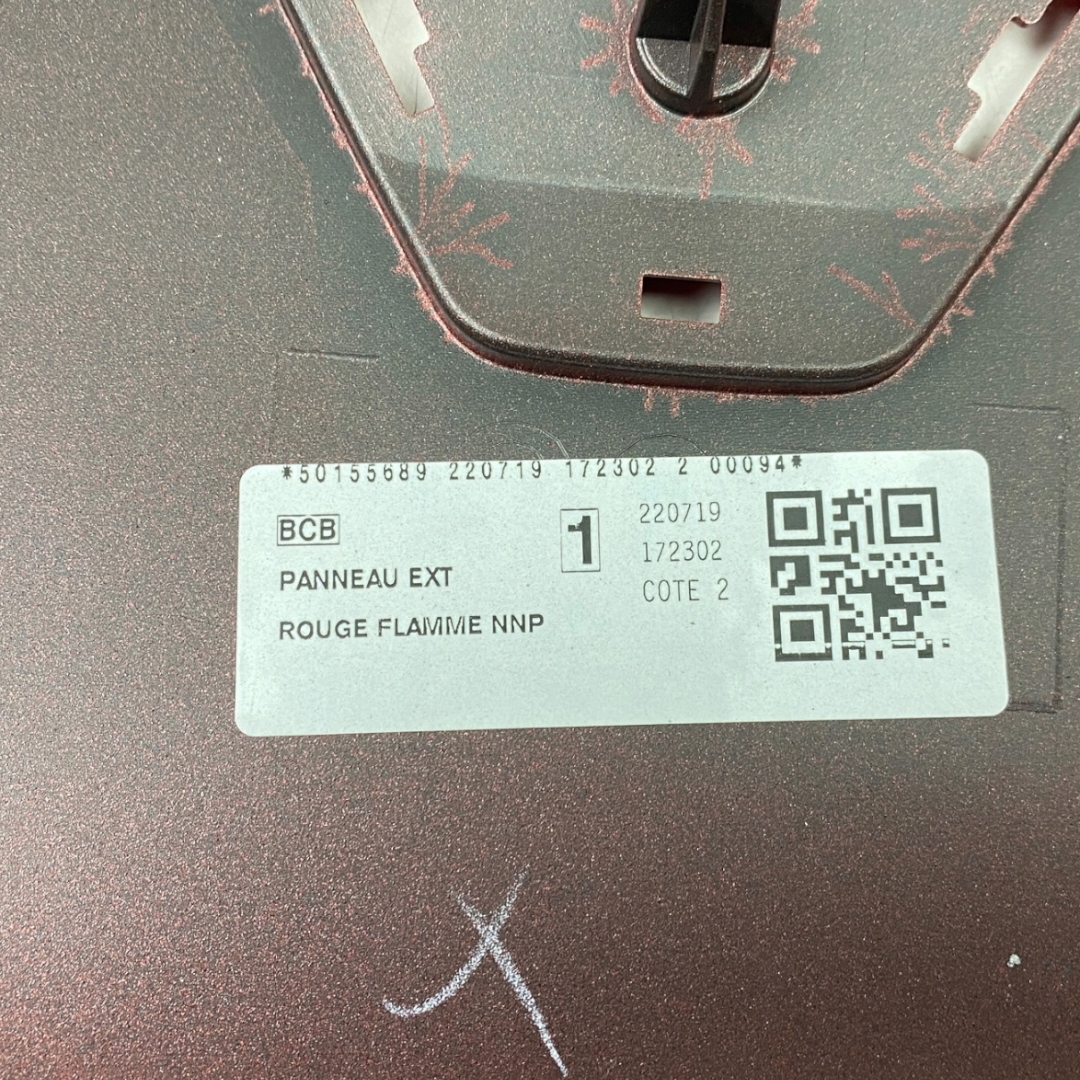 *50155689 220719 172302 2 00094*
BCB
1
220719
172302
COTE 2
PANNEAU EXT
ROUGE FLAMME NNP
X